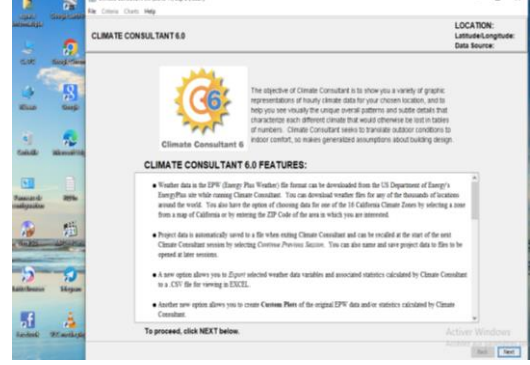 File Criteria Charts Help
CLIMATE CONSULTANT 6.0
LOCATION:
Latitude/Longitude:
Data Source:
6
Climate Consultant 6
The objective of Climate Consultant is to show you a variety of graphic
representations of hourly climate data for your chosen location, and to
help you see visually the unique overall patterns and subtle details that
characterize each different climate that would otherwise be lost in tables
of numbers. Climate Consultant seeks to translate outdoor conditions to
indoor comfort, so makes generalized assumptions about building design.
CLIMATE CONSULTANT 6.0 FEATURES:
● Weather data in the EPW (Energy Plus Weather) file format can be downloaded from the US Department of Energy's
EnergyPlus site while running Climate Consultant. You can download weather files for any of the thousands of locations
around the world. You also have the option of choosing data for one of the 16 California Climate Zones by selecting a zone
from a map of California or by entering the ZIP Code of the area in which you are interested.
● Project data is automatically saved to a file when exiting Climate Consultant and can be recalled at the start of the next
Climate Consultant session by selecting Continue Previous Session. You can also name and save project data to files to be
opened at later sessions.
● A new option allows you to Export selected weather data variables and associated statistics calculated by Climate Consultant
to a .CSV file for viewing in EXCEL.
● Another new option allows you to create Custom Plots of the original EPW data and/or statistics calculated by Climate
Consultant.
To proceed, click NEXT below.
Activer Windows
Back Next
Google
Facebook